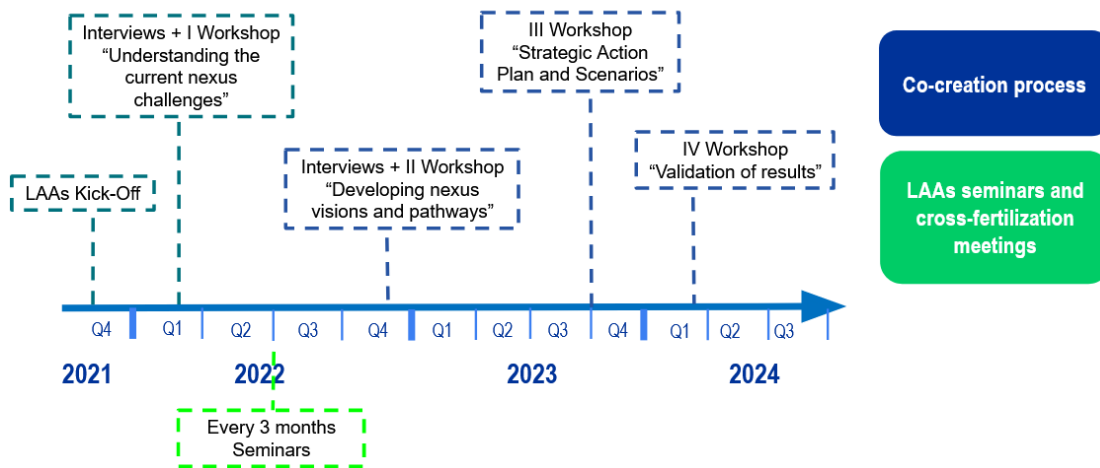 Interviews + I Workshop
“Understanding the
current nexus
challenges”
III Workshop
“Strategic Action
Plan and Scenarios”
Co-creation process
LAAs Kick-Off
Interviews + II Workshop
“Developing nexus
visions and pathways”
IV Workshop
“Validation of results”
LAAs seminars and
cross-fertilization
meetings
Q4 Q1 Q2 Q3 Q4 Q1 Q2 Q3 Q4 Q1 Q2 Q3
2021 2022 2023 2024
Every 3 months
Seminars